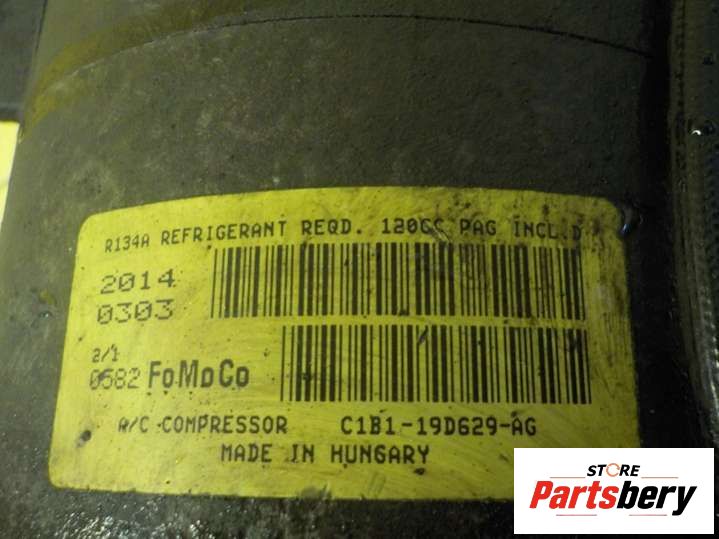 R134A REFRIGERANT REQD. 120CC PAG INCL.D
2014
0303
2/1
0582 FoMoCo
A/C COMPRESSOR C1B1-19D629-AG
MADE IN HUNGARY
STORE
Partsbery